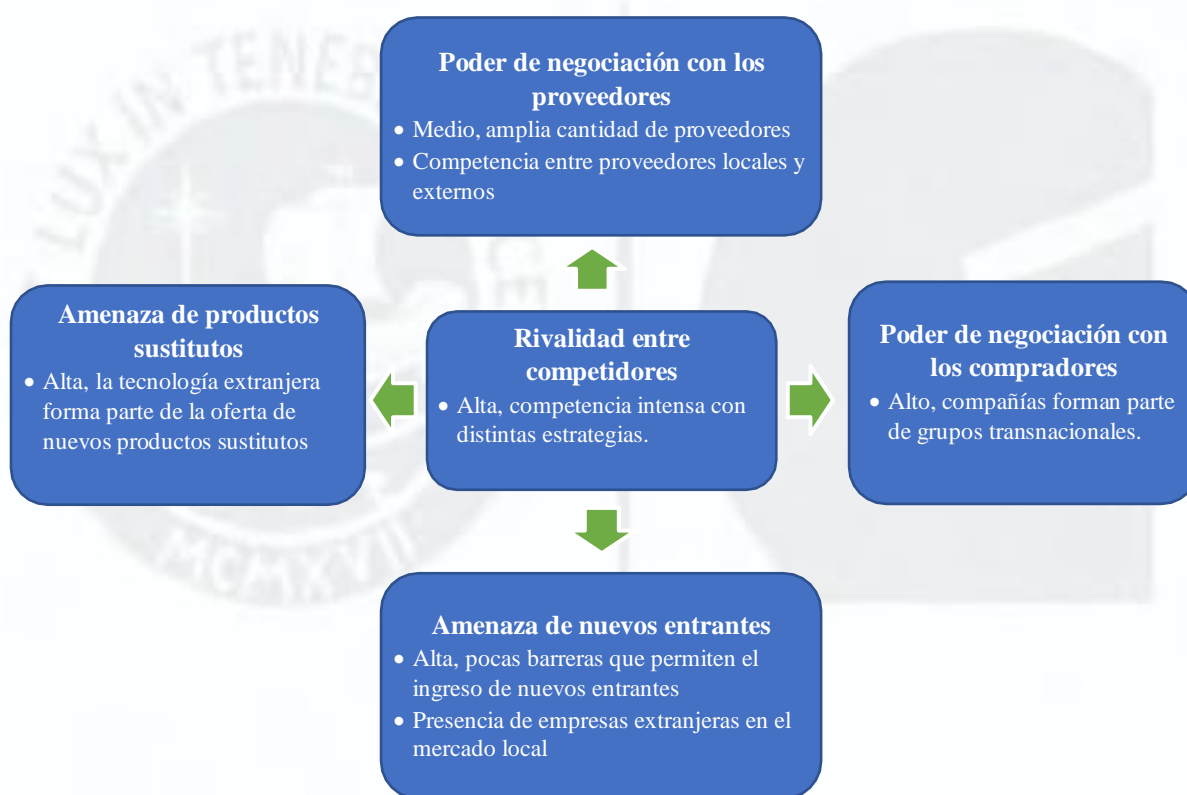 Poder de negociación con los
proveedores
• Medio, amplia cantidad de proveedores
• Competencia entre proveedores locales y
externos
Amenaza de productos
sustitutos
• Alta, la tecnología extranjera
forma parte de la oferta de
nuevos productos sustitutos
Rivalidad entre
competidores
• Alta, competencia intensa con
distintas estrategias.
Poder de negociación con
los compradores
• Alto, compañías forman parte
de grupos transnacionales.
Amenaza de nuevos entrantes
• Alta, pocas barreras que permiten el
ingreso de nuevos entrantes
• Presencia de empresas extranjeras en el
mercado local
LUX IN
MCMXVII